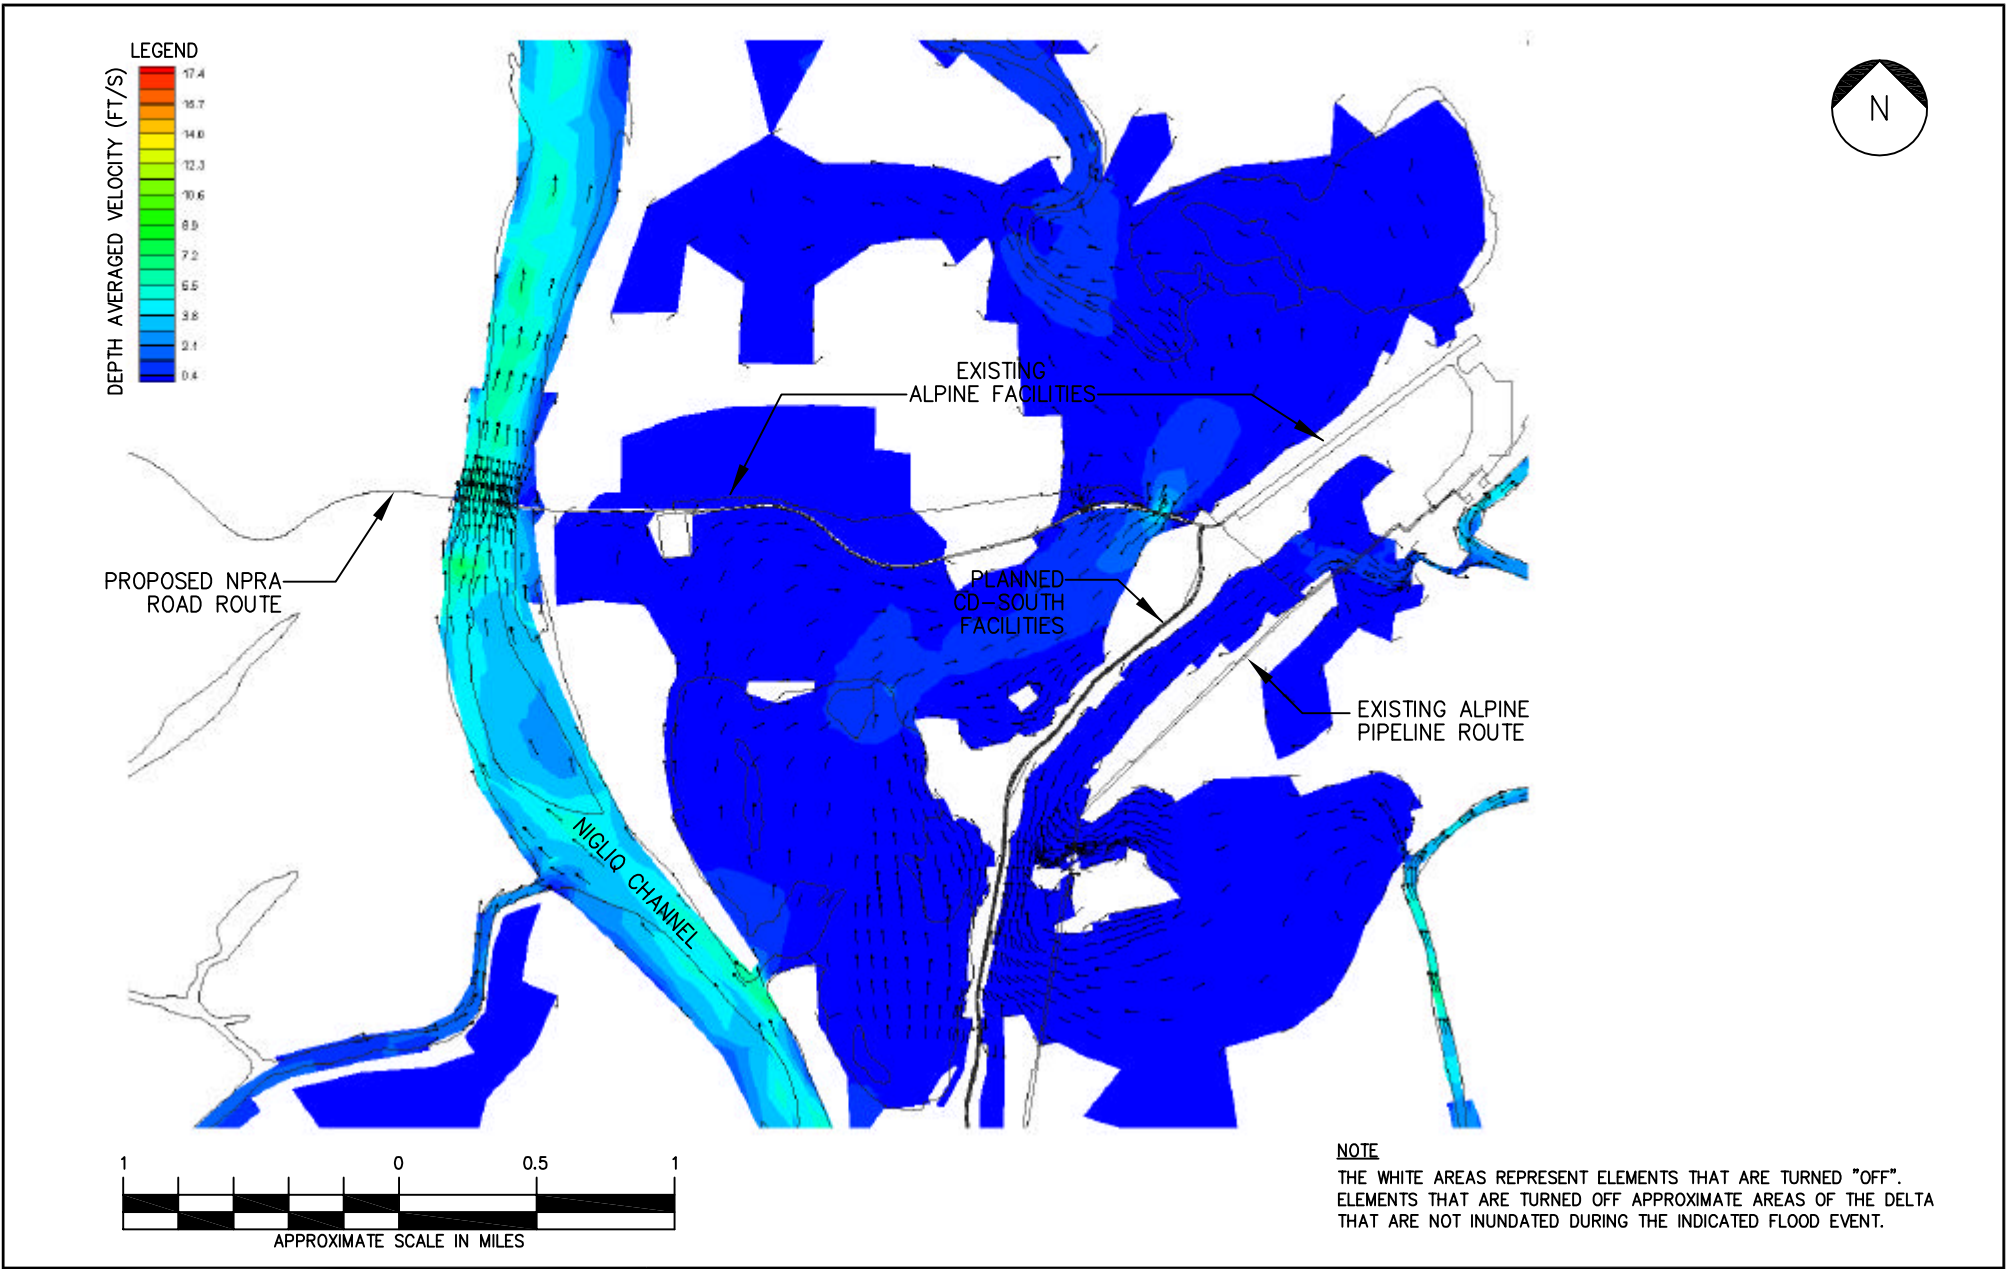 LEGEND
DEPTH AVERAGED VELOCITY (FT/S)
17.4
15.7
14.0
12.3
10.6
8.9
7.2
5.5
3.8
2.1
0.4
N
EXISTING
ALPINE FACILITIES
PROPOSED NPRA
ROAD ROUTE
PLANNED
CD-SOUTH
FACILITIES
EXISTING ALPINE
PIPELINE ROUTE
NIGLIQ CHANNEL
1 0 0.5 1
APPROXIMATE SCALE IN MILES
NOTE
THE WHITE AREAS REPRESENT ELEMENTS THAT ARE TURNED "OFF".
ELEMENTS THAT ARE TURNED OFF APPROXIMATE AREAS OF THE DELTA
THAT ARE NOT INUNDATED DURING THE INDICATED FLOOD EVENT.